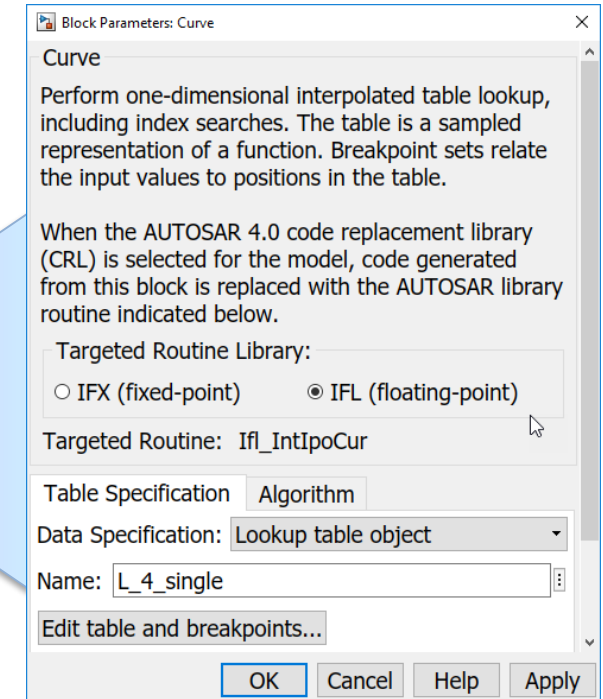 Block Parameters: Curve
Curve
Perform one-dimensional interpolated table lookup,
including index searches. The table is a sampled
representation of a function. Breakpoint sets relate
the input values to positions in the table.
When the AUTOSAR 4.0 code replacement library
(CRL) is selected for the model, code generated
from this block is replaced with the AUTOSAR library
routine indicated below.
Targeted Routine Library:
IFX (fixed-point) IFL (floating-point)
Targeted Routine: Ifl_IntIpoCur
Table Specification Algorithm
Data Specification: Lookup table object
Name: L_4_single
Edit table and breakpoints...
OK Cancel Help Apply